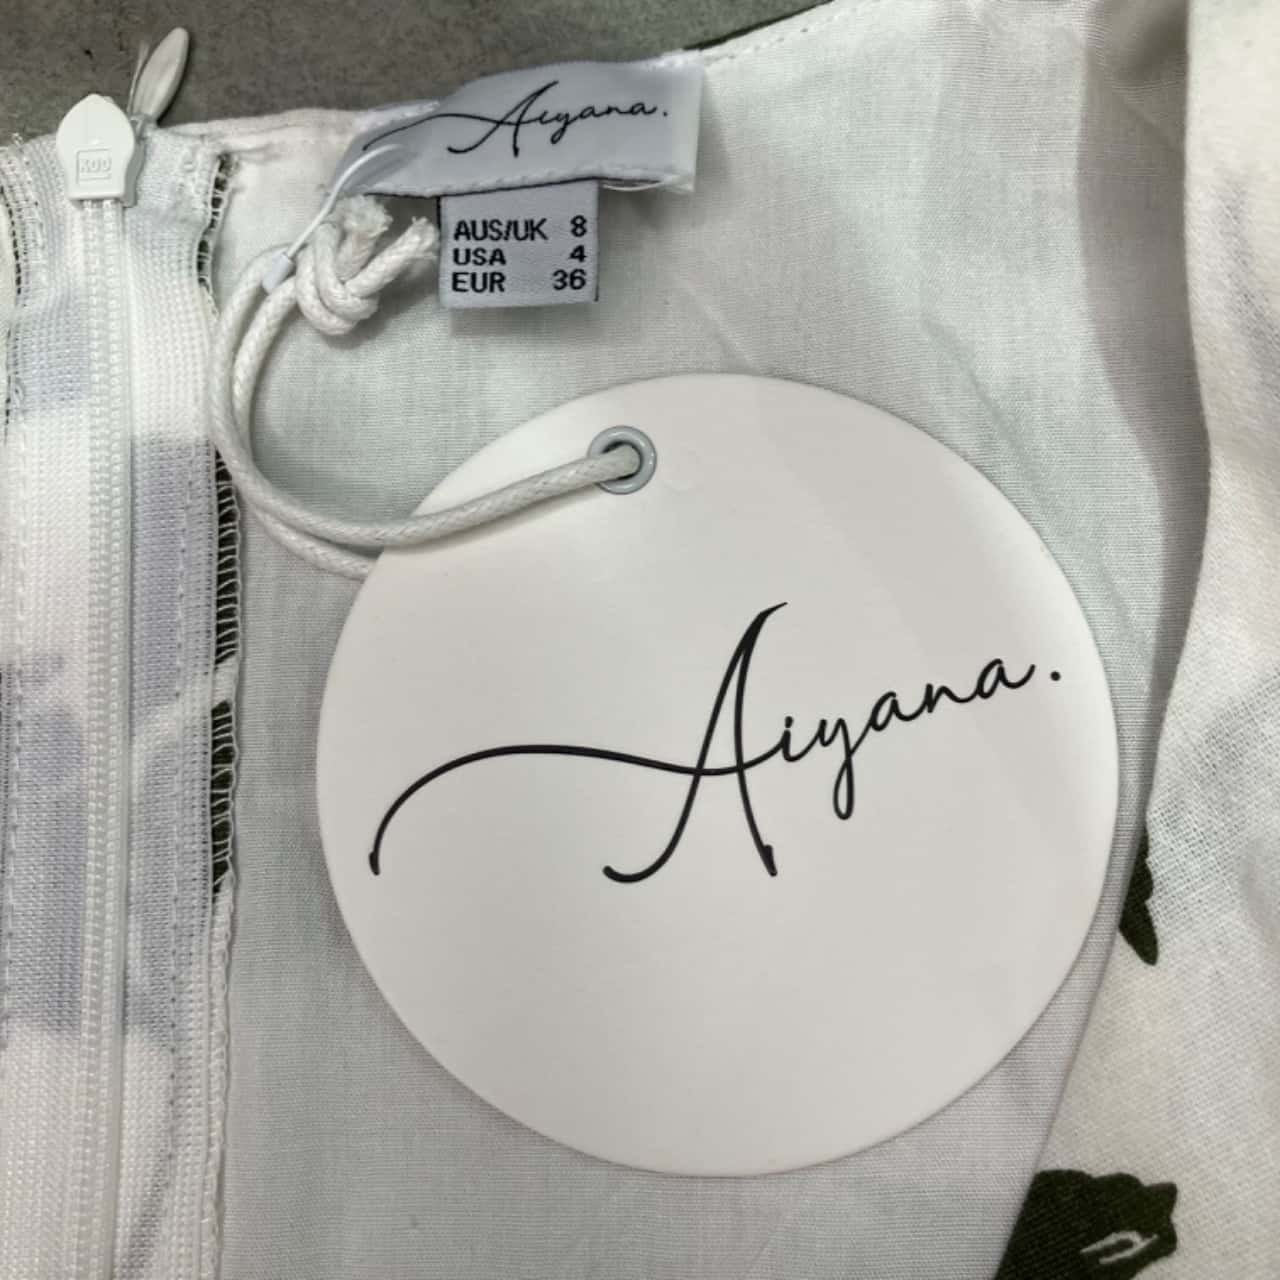 Aiyana.
AUS/UK 8
USA 4
EUR 36
Aiyana.